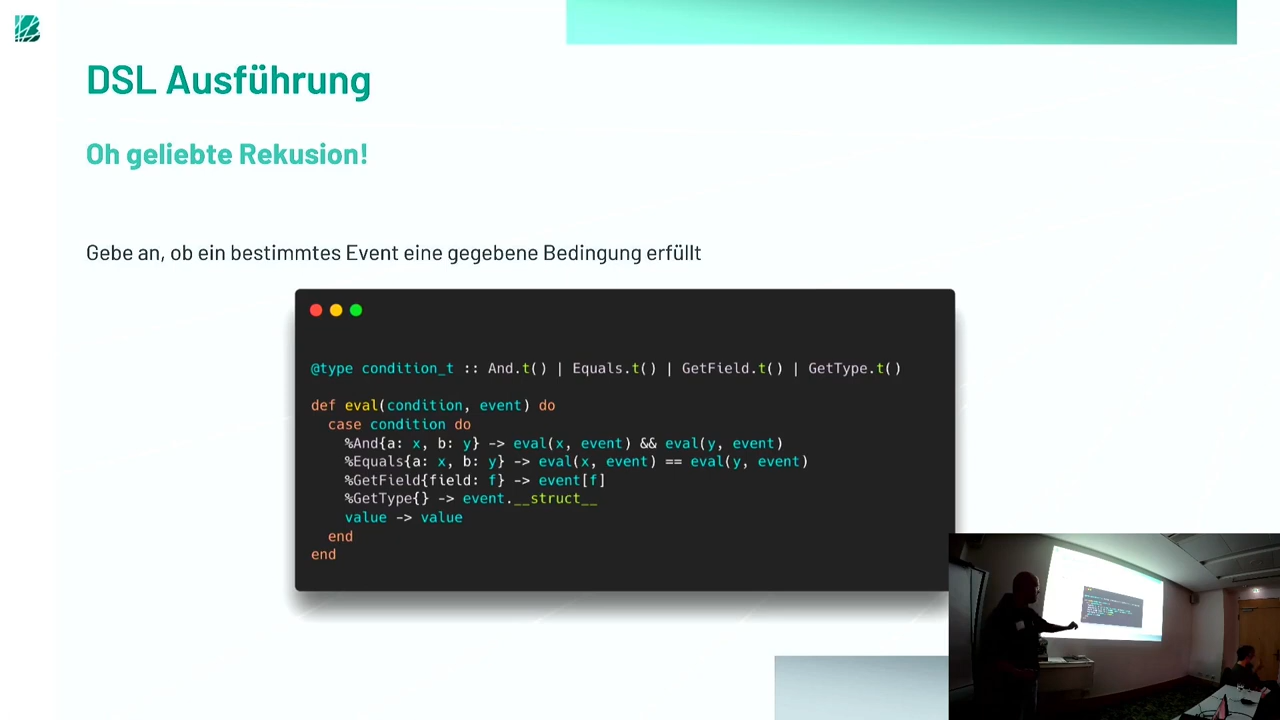 DSL Ausführung
Oh geliebte Rekusion!
Gebe an, ob ein bestimmtes Event eine gegebene Bedingung erfüllt
@type condition_t :: And.t() | Equals.t() | GetField.t() | GetType.t()
def eval(condition, event) do
case condition do
%And{a: x, b: y} -> eval(x, event) && eval(y, event)
%Equals{a: x, b: y} -> eval(x, event) == eval(y, event)
%GetField{field: f} -> event[f]
%GetType{} -> event.__struct__
value -> value
end
end